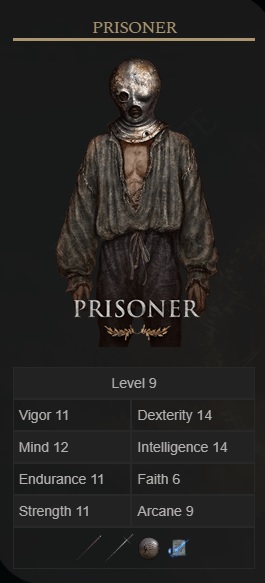 PRISONER
PRISONER
Level 9
Vigor 11
Dexterity 14
Mind 12
Intelligence 14
Endurance 11
Faith 6
Strength 11
Arcane 9